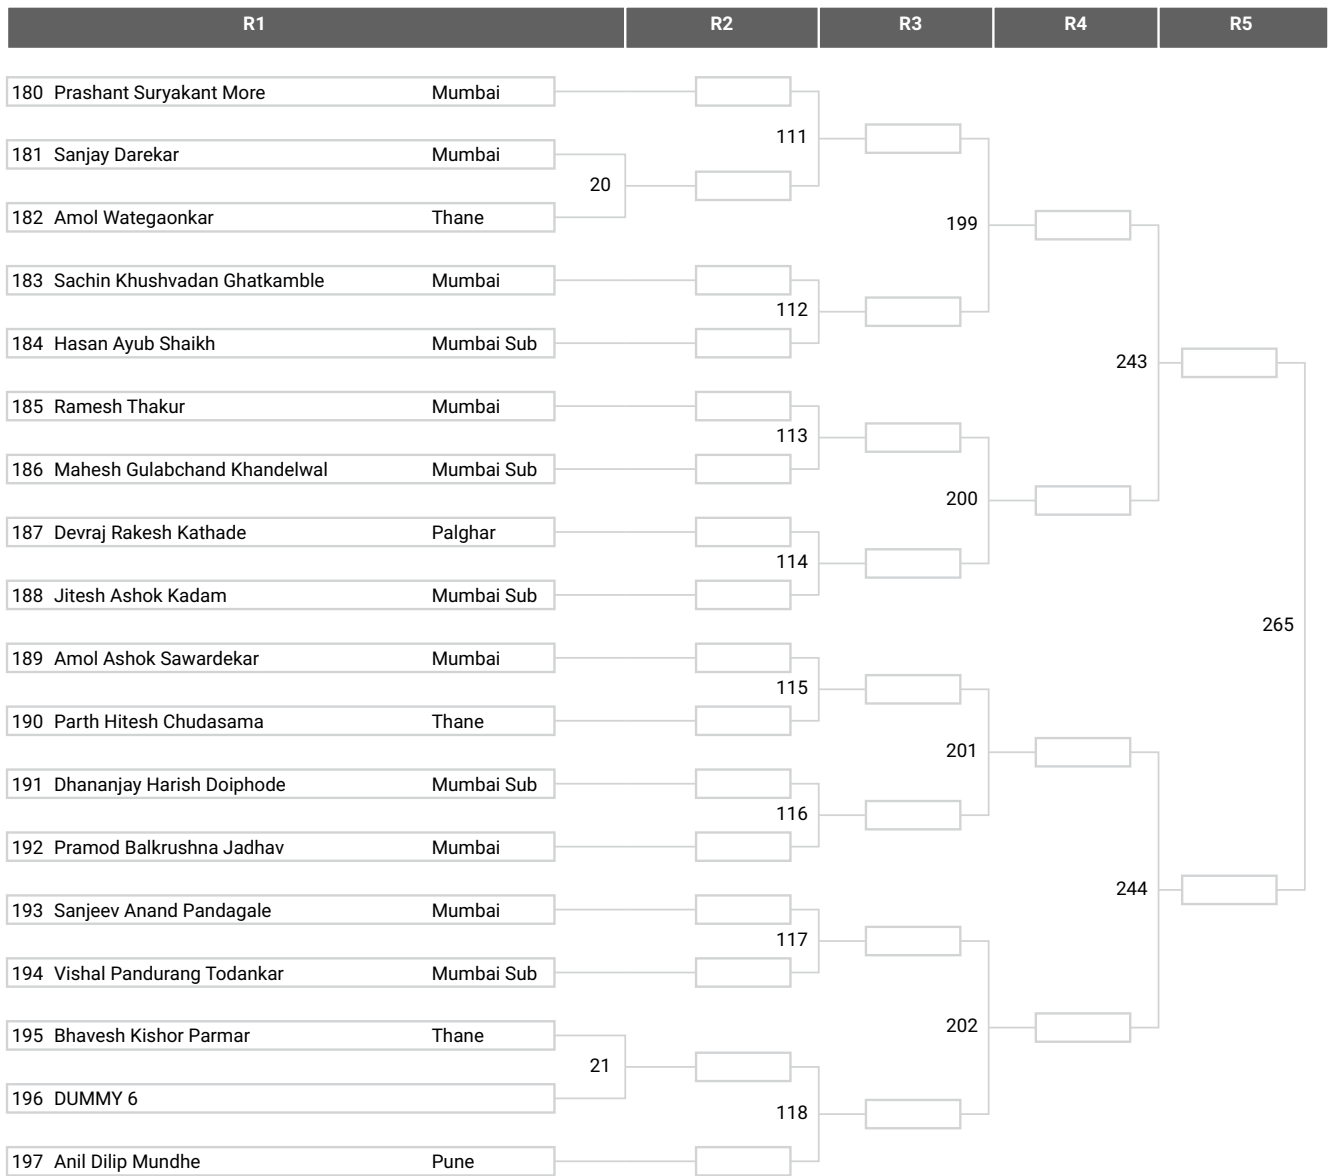 R1 R2 R3 R4 R5
180 Prashant Suryakant More Mumbai
111
181 Sanjay Darekar Mumbai
20
182 Amol Wategaonkar Thane
199
183 Sachin Khushvadan Ghatkamble Mumbai
112
184 Hasan Ayub Shaikh Mumbai Sub
243
185 Ramesh Thakur Mumbai
113
186 Mahesh Gulabchand Khandelwal Mumbai Sub
200
187 Devraj Rakesh Kathade Palghar
114
188 Jitesh Ashok Kadam Mumbai Sub
265
189 Amol Ashok Sawardekar Mumbai
115
190 Parth Hitesh Chudasama Thane
201
191 Dhananjay Harish Doiphode Mumbai Sub
116
192 Pramod Balkrushna Jadhav Mumbai
244
193 Sanjeev Anand Pandagale Mumbai
117
194 Vishal Pandurang Todankar Mumbai Sub
202
195 Bhavesh Kishor Parmar Thane
21
196 DUMMY 6
118
197 Anil Dilip Mundhe Pune